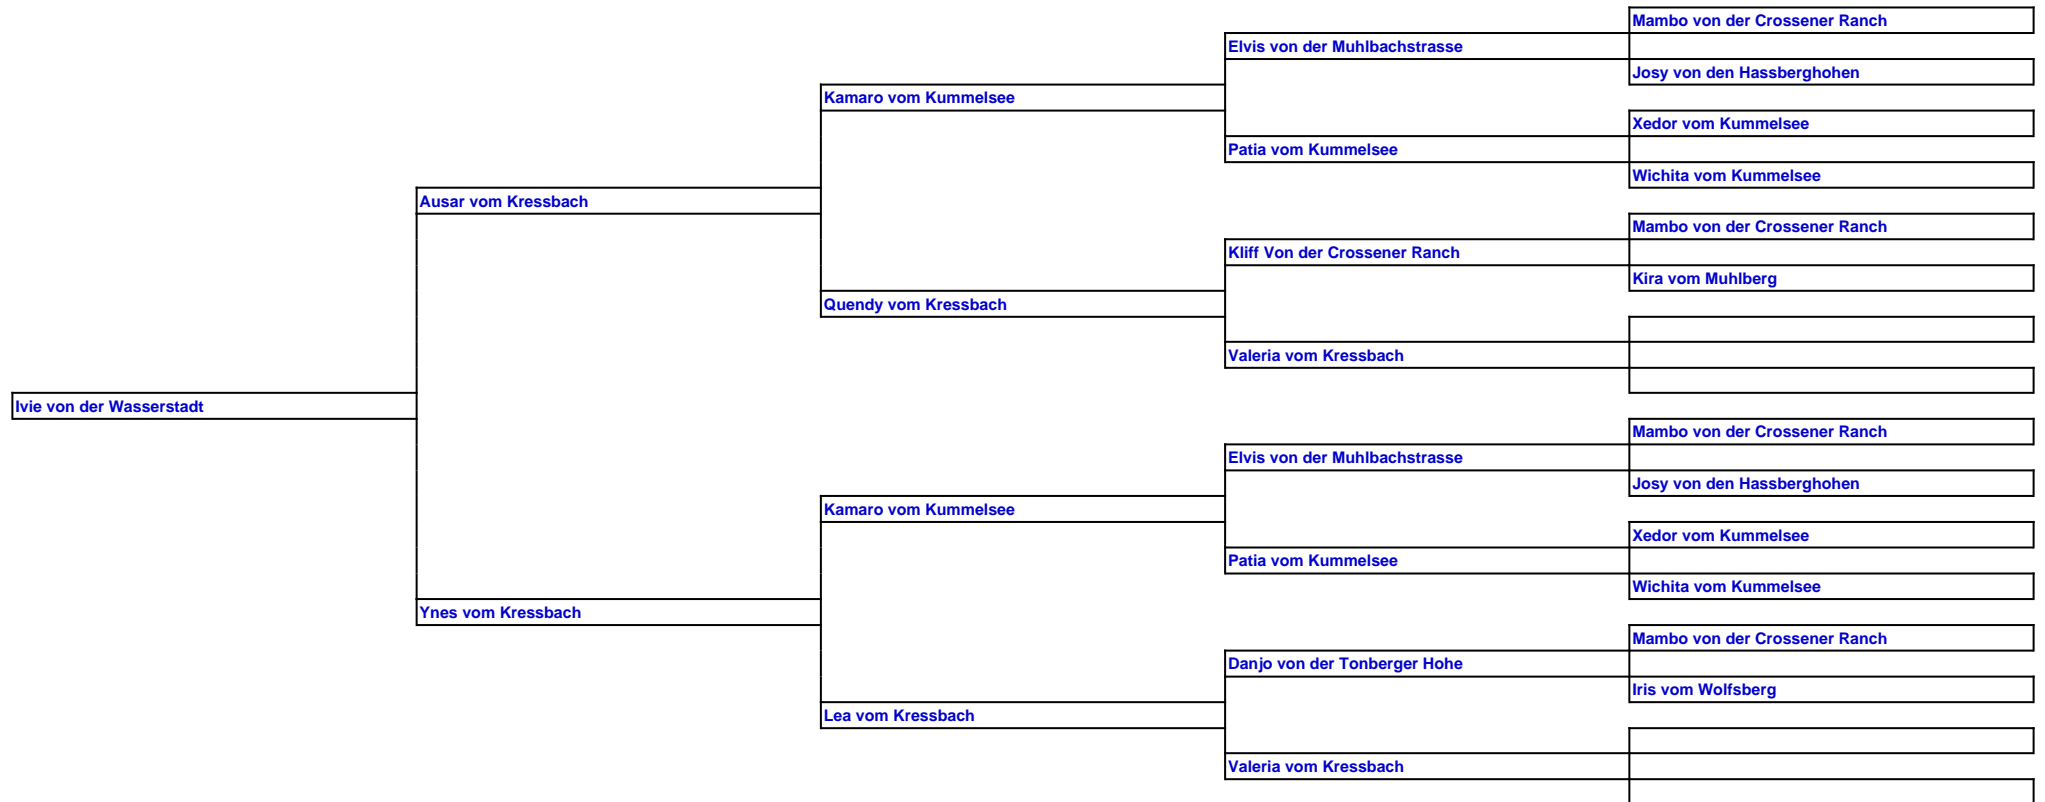 Mambo von der Crossener Ranch
Elvis von der Muhlbachstrasse
Josy von den Hassberghohen
Kamaro vom Kummelsee
Xedor vom Kummelsee
Patia vom Kummelsee
Wichita vom Kummelsee
Ausar vom Kressbach
Mambo von der Crossener Ranch
Kliff Von der Crossener Ranch
Kira vom Muhlberg
Quendy vom Kressbach
Valeria vom Kressbach
Ivie von der Wasserstadt
Mambo von der Crossener Ranch
Elvis von der Muhlbachstrasse
Josy von den Hassberghohen
Kamaro vom Kummelsee
Xedor vom Kummelsee
Patia vom Kummelsee
Wichita vom Kummelsee
Ynes vom Kressbach
Mambo von der Crossener Ranch
Danjo von der Tonberger Hohe
Iris vom Wolfsberg
Lea vom Kressbach
Valeria vom Kressbach